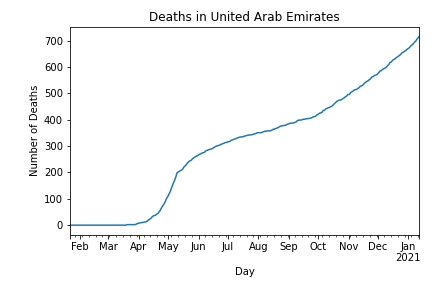 Deaths in United Arab Emirates
700
600
500
400
300
200
100
0
Number of Deaths
Feb Mar Apr May Jun Jul Aug Sep Oct Nov Dec Jan
2021
Day